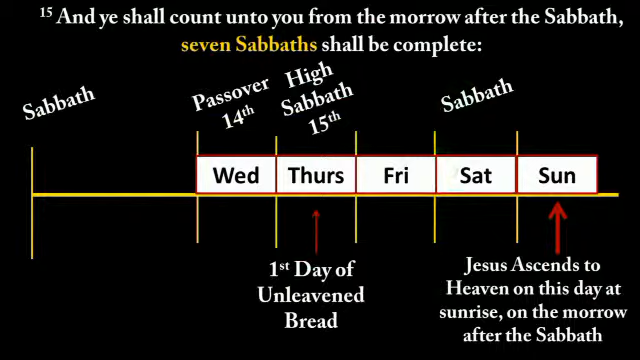 15 And ye shall count unto you from the morrow after the Sabbath,
seven Sabbaths shall be complete:
Sabbath
Passover
14th
High
Sabbath
15th
Sabbath
Wed
Thurs
Fri
Sat
Sun
1st Day of
Unleavened
Bread
Jesus Ascends to
Heaven on this day at
sunrise, on the morrow
after the Sabbath